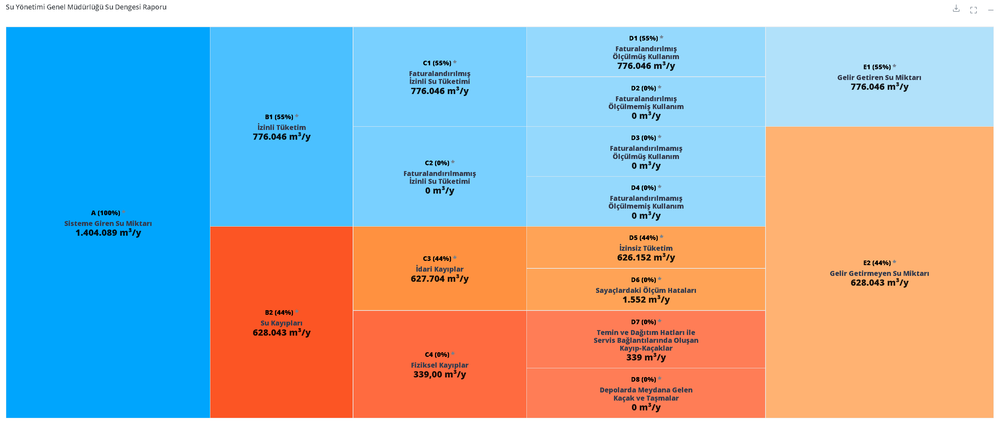 Su Yönetimi Genel Müdürlüğü Su Dengesi Raporu
A (100%) *
Sisteme Giren Su Miktarı
1.404.089 m³/y
B1 (55%) *
İzinli Tüketim
776.046 m³/y
B2 (44%) *
Su Kayıpları
628.043 m³/y
C1 (55%) *
Faturalandırılmış
İzinli Su Tüketimi
776.046 m³/y
C2 (0%) *
Faturalandırılmamış
İzinli Su Tüketimi
0 m³/y
C3 (44%) *
İdari Kayıplar
627.704 m³/y
C4 (0%) *
Fiziksel Kayıplar
339,00 m³/y
D1 (55%) *
Faturalandırılmış
Ölçülmüş Kullanım
776.046 m³/y
D2 (0%) *
Faturalandırılmış
Ölçülmemiş Kullanım
0 m³/y
D3 (0%) *
Faturalandırılmamış
Ölçülmüş Kullanım
0 m³/y
D4 (0%) *
Faturalandırılmamış
Ölçülmemiş Kullanım
0 m³/y
D5 (44%) *
İzinsiz Tüketim
626.152 m³/y
D6 (0%) *
Sayaçlardaki Ölçüm Hataları
1.552 m³/y
D7 (0%) *
Temin ve Dağıtım Hatları ile
Servis Bağlantılarında Oluşan
Kayıp-Kaçaklar
339 m³/y
D8 (0%) *
Depolarda Meydana Gelen
Kaçak ve Taşmalar
0 m³/y
E1 (55%) *
Gelir Getiren Su Miktarı
776.046 m³/y
E2 (44%) *
Gelir Getirmeyen Su Miktarı
628.043 m³/y